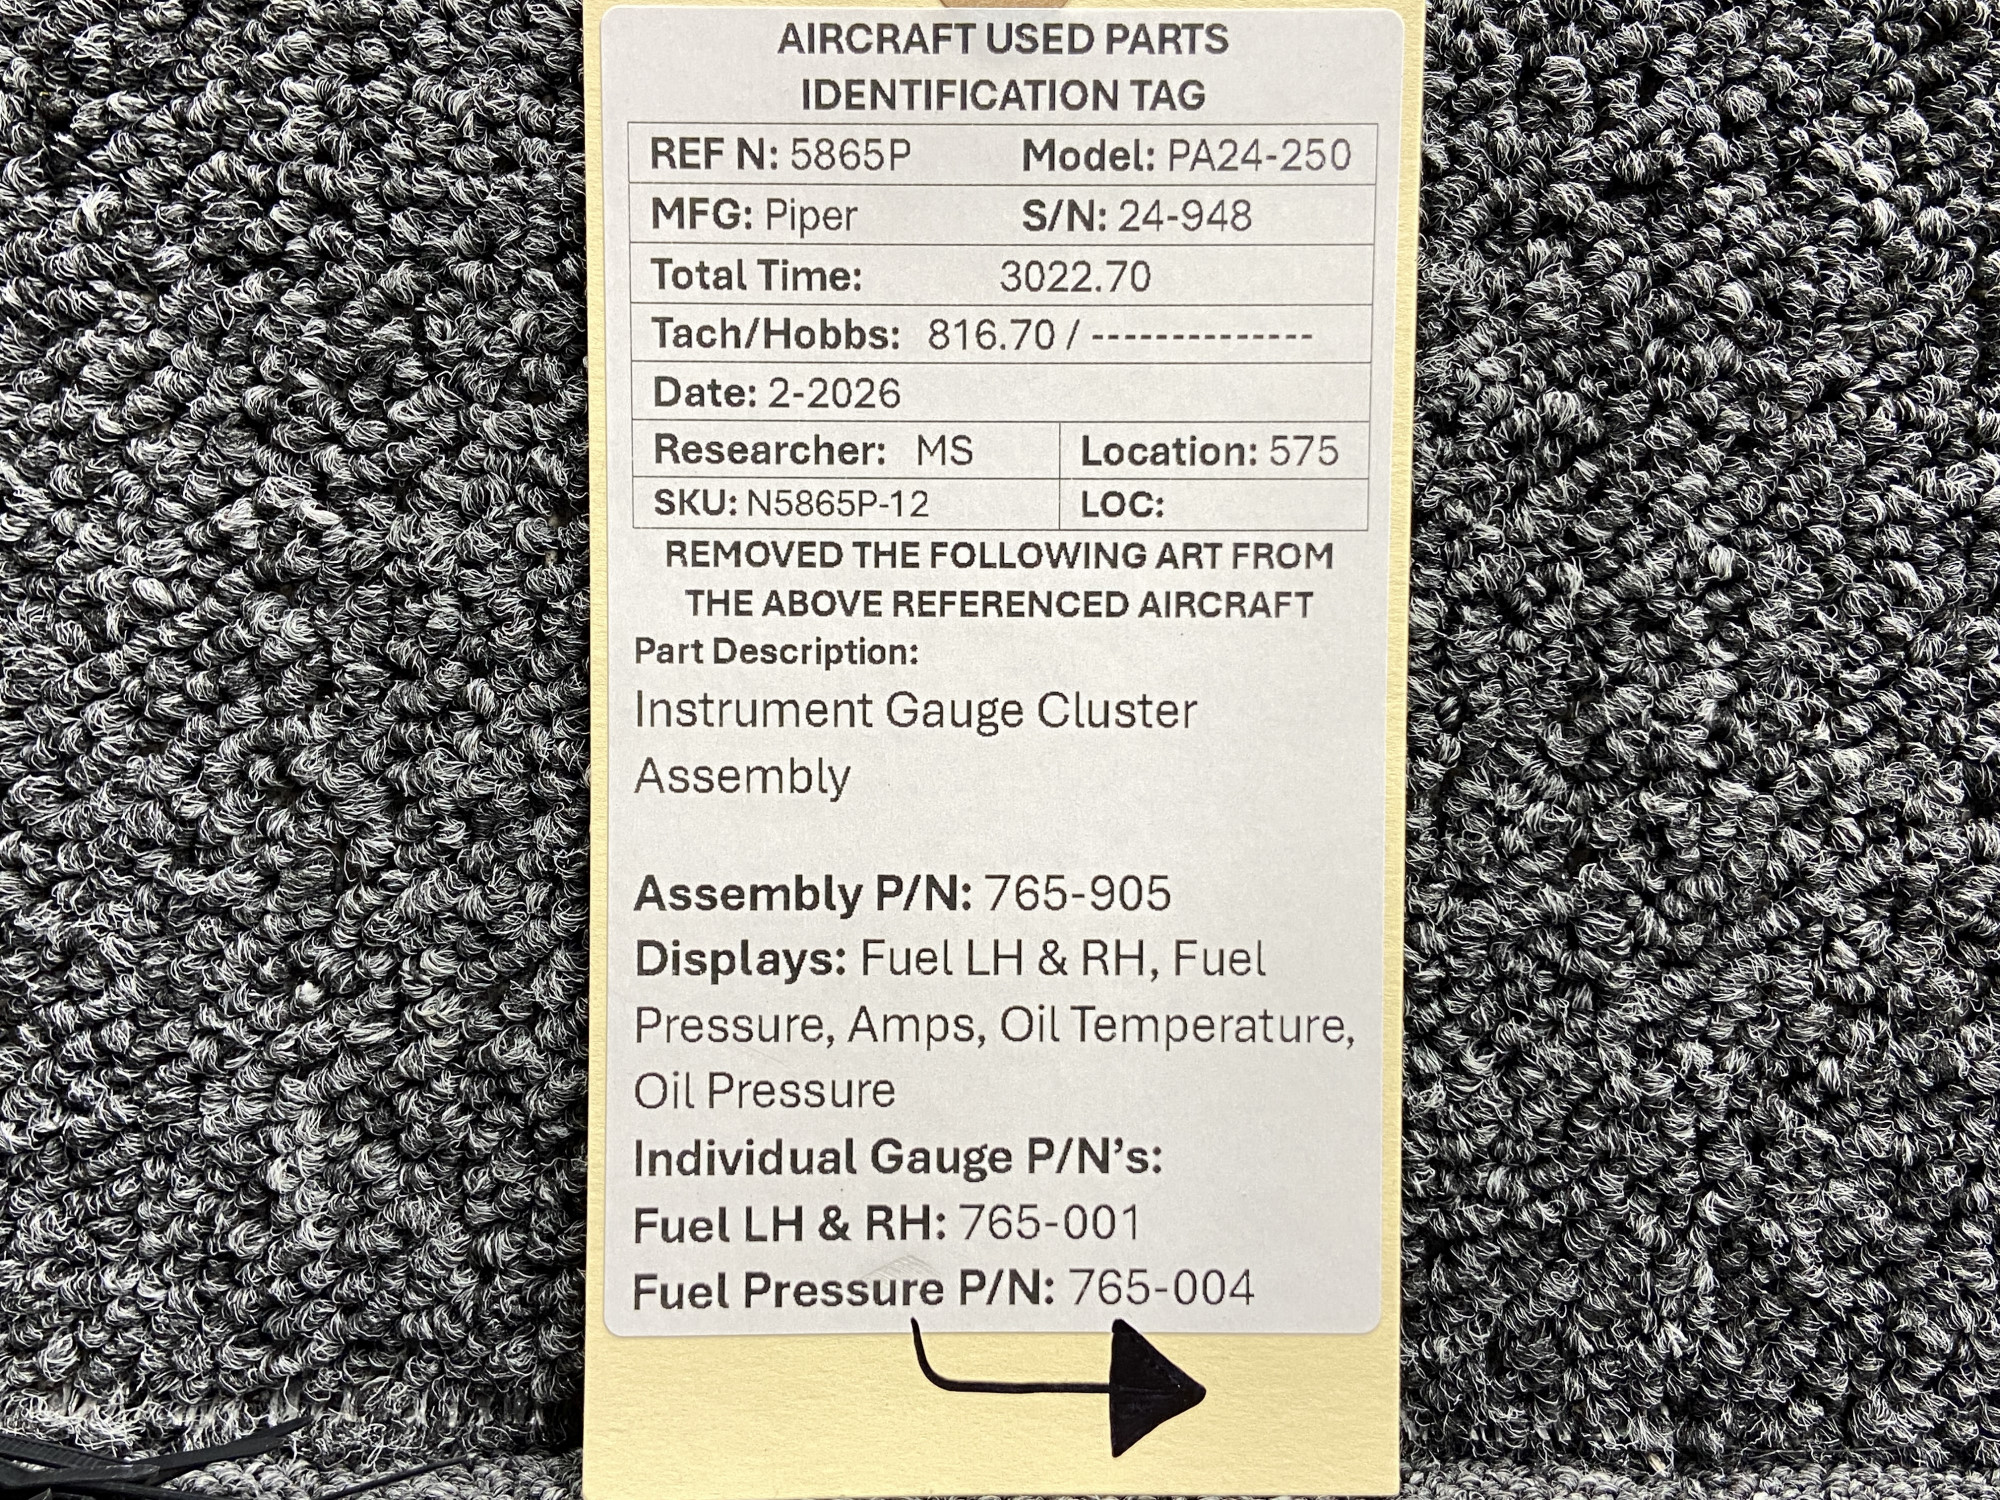 AIRCRAFT USED PARTS
IDENTIFICATION TAG
REF N: 5865P Model: PA24-250
MFG: Piper S/N: 24-948
Total Time: 3022.70
Tach/Hobbs: 816.70 / --------------
Date: 2-2026
Researcher: MS Location: 575
SKU: N5865P-12 LOC:
REMOVED THE FOLLOWING ART FROM
THE ABOVE REFERENCED AIRCRAFT
Part Description:
Instrument Gauge Cluster
Assembly
Assembly P/N: 765-905
Displays: Fuel LH & RH, Fuel
Pressure, Amps, Oil Temperature,
Oil Pressure
Individual Gauge P/N's:
Fuel LH & RH: 765-001
Fuel Pressure P/N: 765-004